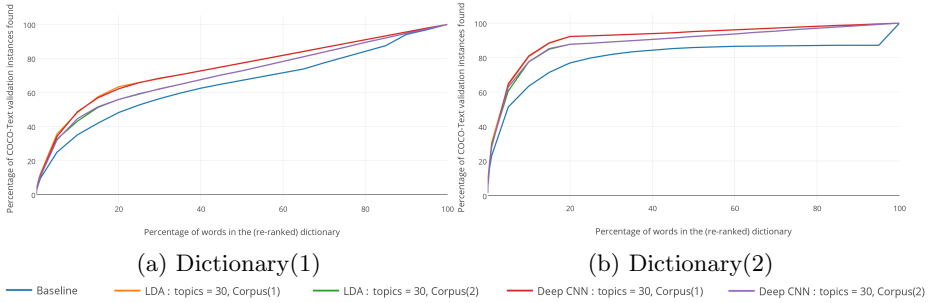 Percentage of COCO-Text validation instances found
100
80
60
40
20
0
20
40
60
80
100
Percentage of words in the (re-ranked) dictionary
(a) Dictionary(1)
Percentage of COCO-Text validation instances found
100
80
60
40
20
0
20
40
60
80
100
Percentage of words in the (re-ranked) dictionary
(b) Dictionary(2)
Baseline
LDA : topics = 30, Corpus(1)
LDA : topics = 30, Corpus(2)
Deep CNN : topics = 30, Corpus(1)
Deep CNN : topics = 30, Corpus(2)